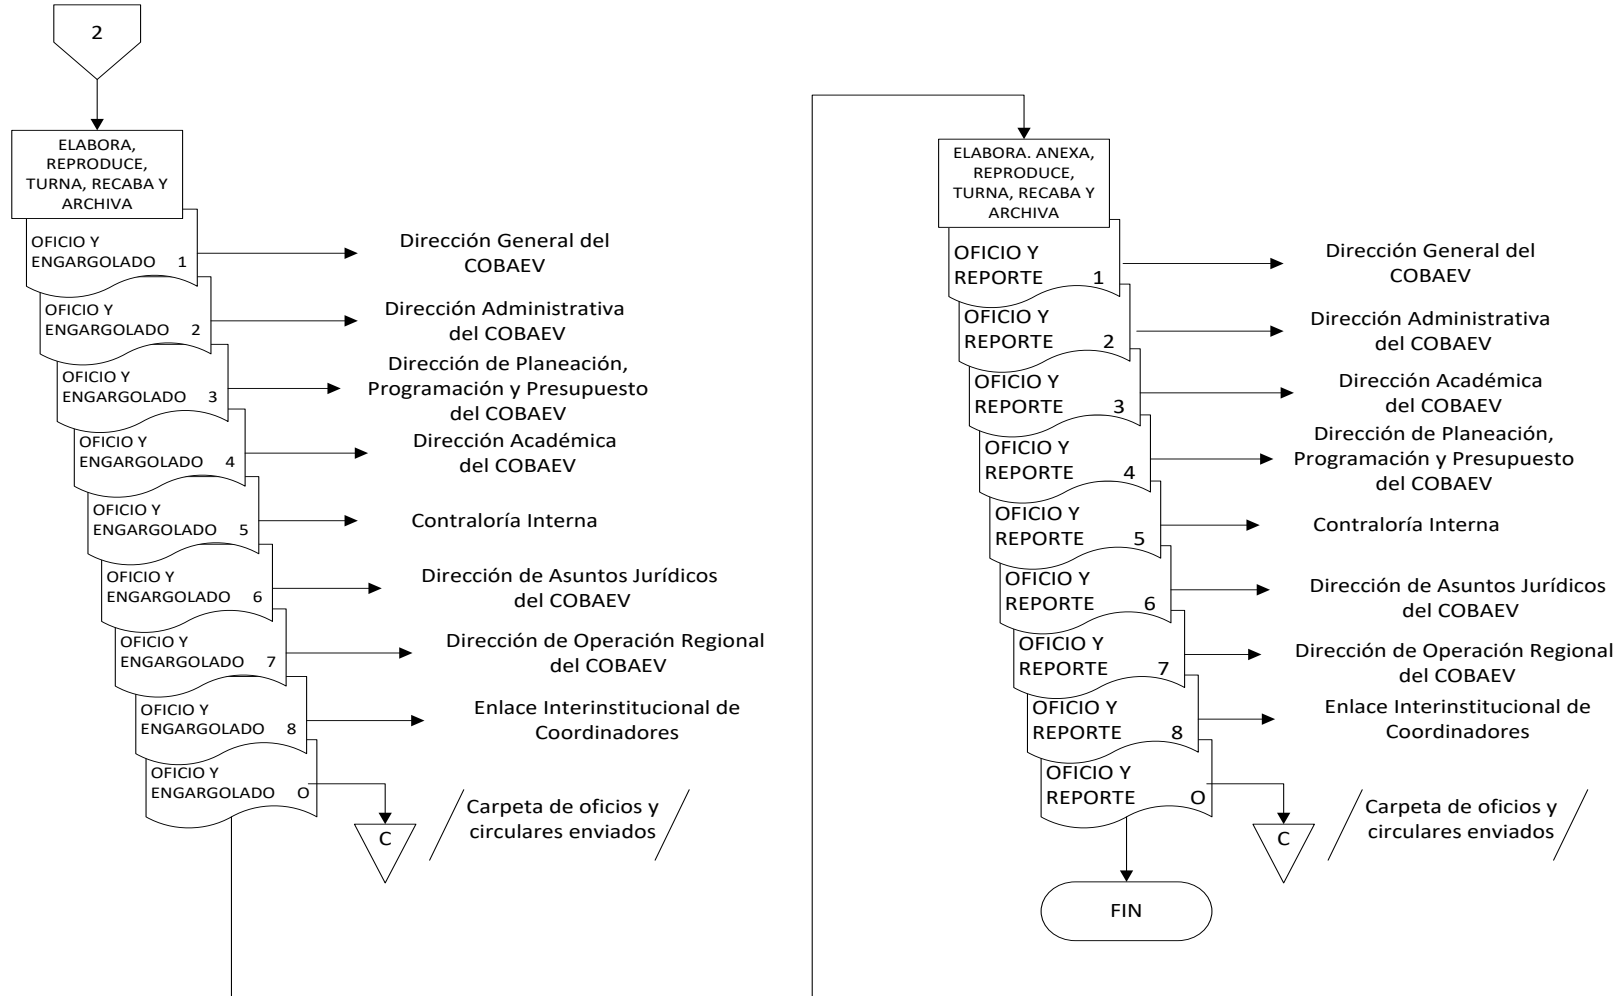 2
ELABORA,
REPRODUCE,
TURNA, RECABA Y
ARCHIVA
OFICIO Y
ENGARGOLADO 1
Dirección General del
COBAEV
OFICIO Y
ENGARGOLADO 2
Dirección Administrativa
del COBAEV
OFICIO Y
ENGARGOLADO 3
Dirección de Planeación,
Programación y Presupuesto
del COBAEV
OFICIO Y
ENGARGOLADO 4
Dirección Académica
del COBAEV
OFICIO Y
ENGARGOLADO 5
Contraloría Interna
OFICIO Y
ENGARGOLADO 6
Dirección de Asuntos Jurídicos
del COBAEV
OFICIO Y
ENGARGOLADO 7
Dirección de Operación Regional
del COBAEV
OFICIO Y
ENGARGOLADO 8
Enlace Interinstitucional de
Coordinadores
OFICIO Y
ENGARGOLADO O
C
Carpeta de oficios y
circulares enviados
ELABORA. ANEXA,
REPRODUCE,
TURNA, RECABA Y
ARCHIVA
OFICIO Y
REPORTE 1
Dirección General del
COBAEV
OFICIO Y
REPORTE 2
Dirección Administrativa
del COBAEV
OFICIO Y
REPORTE 3
Dirección Académica
del COBAEV
OFICIO Y
REPORTE 4
Dirección de Planeación,
Programación y Presupuesto
del COBAEV
OFICIO Y
REPORTE 5
Contraloría Interna
OFICIO Y
REPORTE 6
Dirección de Asuntos Jurídicos
del COBAEV
OFICIO Y
REPORTE 7
Dirección de Operación Regional
del COBAEV
OFICIO Y
REPORTE 8
Enlace Interinstitucional de
Coordinadores
OFICIO Y
REPORTE O
C
Carpeta de oficios y
circulares enviados
FIN